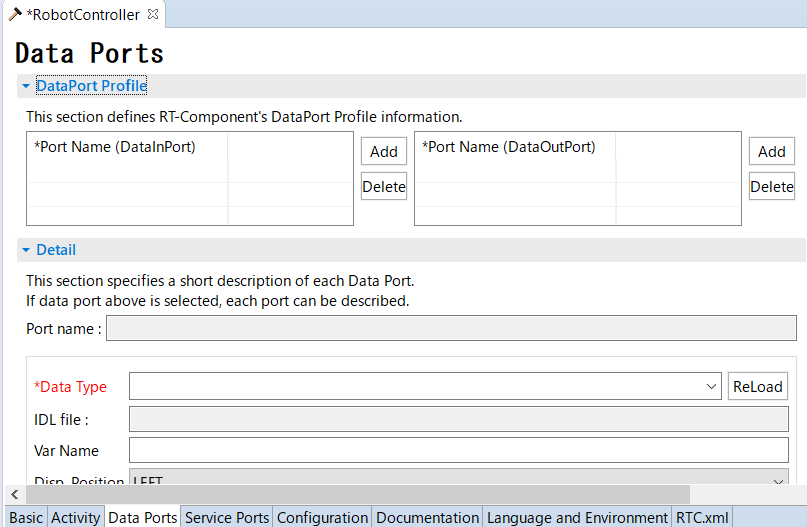 *RobotController
Data Ports
DataPort Profile
This section defines RT-Component's DataPort Profile information.
*Port Name (DataInPort)
Add
Delete
*Port Name (DataOutPort)
Add
Delete
Detail
This section specifies a short description of each Data Port.
If data port above is selected, each port can be described.
Port name :
*Data Type
ReLoad
IDL file :
Var Name
Disp. Position LEFT
Basic Activity Data Ports Service Ports Configuration Documentation Language and Environment RTC.xml